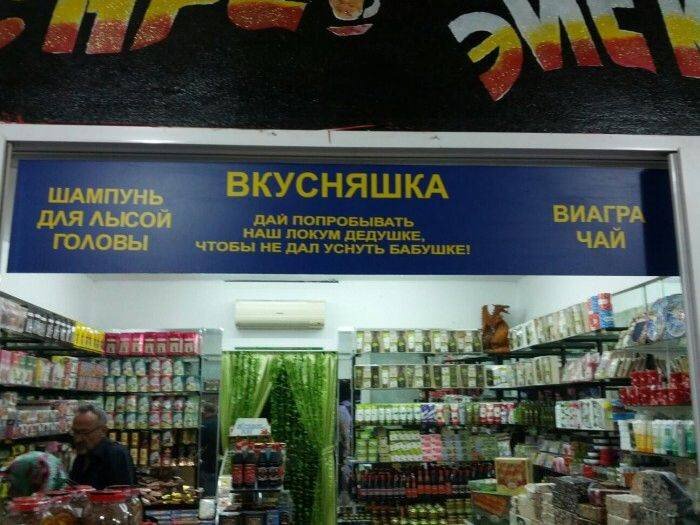 ВКУСНЯШКА
ШАМПУНЬ
ДЛЯ ЛЫСОЙ
ГОЛОВЫ
ДАЙ ПОПРОБЫВАТЬ
НАШ ЛОКУМ ДЕДУШКЕ,
ЧТОБЫ НЕ ДАЛ УСНУТЬ БАБУШКЕ!
ВИАГРА
ЧАЙ